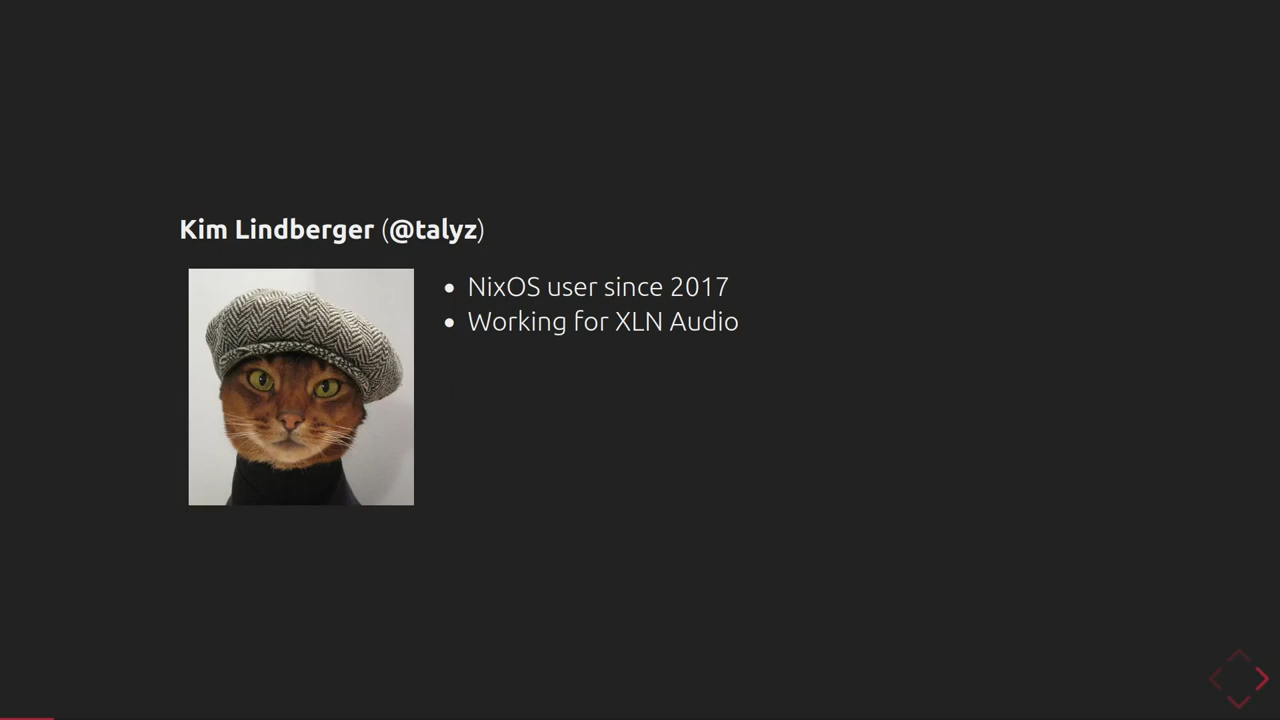 Kim Lindberger (@talyz)
• NixOS user since 2017
• Working for XLN Audio